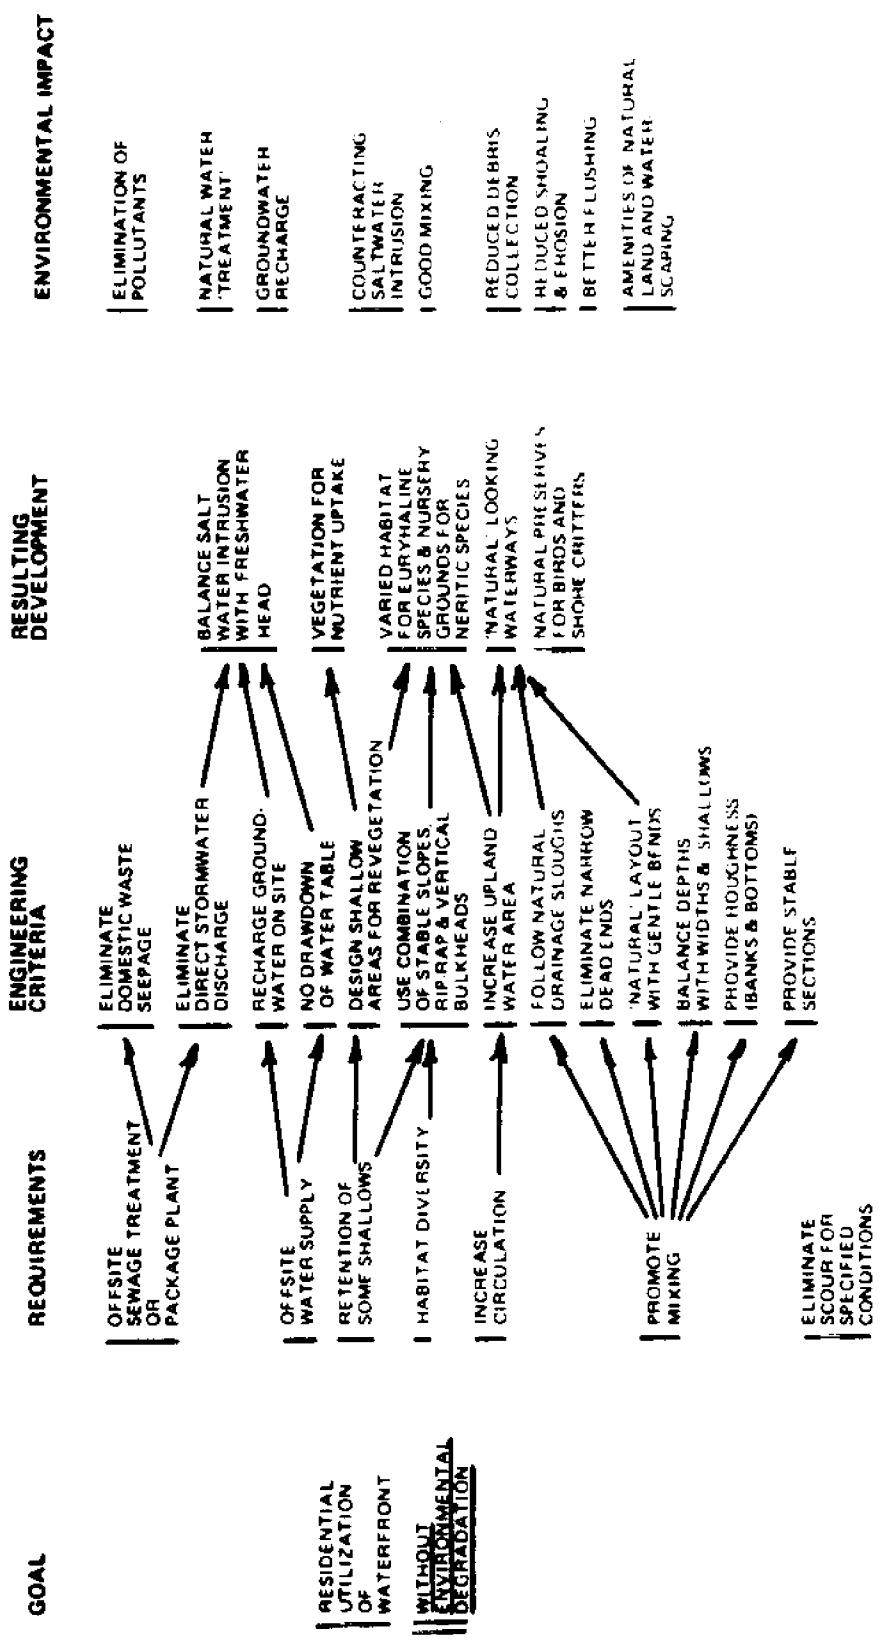 GOAL
RESIDENTIAL
UTILIZATION
OF
WATERFRONT
WITHOUT
ENVIRONMENTAL
DEGRADATION
REQUIREMENTS
OFFSITE
SEWAGE TREATMENT
OR
PACKAGE PLANT
OFFSITE
WATER SUPPLY
RETENTION OF
SOME SHALLOWS
HABITAT DIVERSITY
INCREASE
CIRCULATION
PROMOTE
MIXING
ELIMINATE
SCOUR FOR
SPECIFIED
CONDITIONS
ENGINEERING
CRITERIA
ELIMINATE
DOMESTIC WASTE
SEEPAGE
ELIMINATE
DIRECT STORMWATER
DISCHARGE
RECHARGE GROUND-
WATER ON SITE
NO DRAWDOWN
OF WATER TABLE
DESIGN SHALLOW
AREAS FOR REVEGETATION
USE COMBINATION
OF STABLE SLOPES,
RIP-RAP & VERTICAL
BULKHEADS
INCREASE UPLAND
WATER AREA
FOLLOW NATURAL
DRAINAGE SLOUGHS
ELIMINATE NARROW
DEAD ENDS
'NATURAL' LAYOUT
WITH GENTLE BENDS
BALANCE DEPTHS
WITH WIDTHS & SHALLOWS
PROVIDE ROUGHNESS
(BANKS & BOTTOMS)
PROVIDE STABLE
SECTIONS
RESULTING
DEVELOPMENT
BALANCE SALT
WATER INTRUSION
WITH FRESHWATER
HEAD
VEGETATION FOR
NUTRIENT UPTAKE
VARIED HABITAT
FOR EURYHALINE
SPECIES & NURSERY
GROUNDS FOR
NERITIC SPECIES
'NATURAL' LOOKING
WATERWAYS
NATURAL PRESERVES
FOR BIRDS AND
SHORE CRITTERS
ENVIRONMENTAL IMPACT
ELIMINATION OF
POLLUTANTS
NATURAL WATER
'TREATMENT'
GROUNDWATER
RECHARGE
COUNTERACTING
SALTWATER
INTRUSION
GOOD MIXING
REDUCED DEBRIS
COLLECTION
REDUCED SHOALING
& EROSION
BETTER FLUSHING
AMENITIES OF NATURAL
LAND AND WATER-
SCAPING